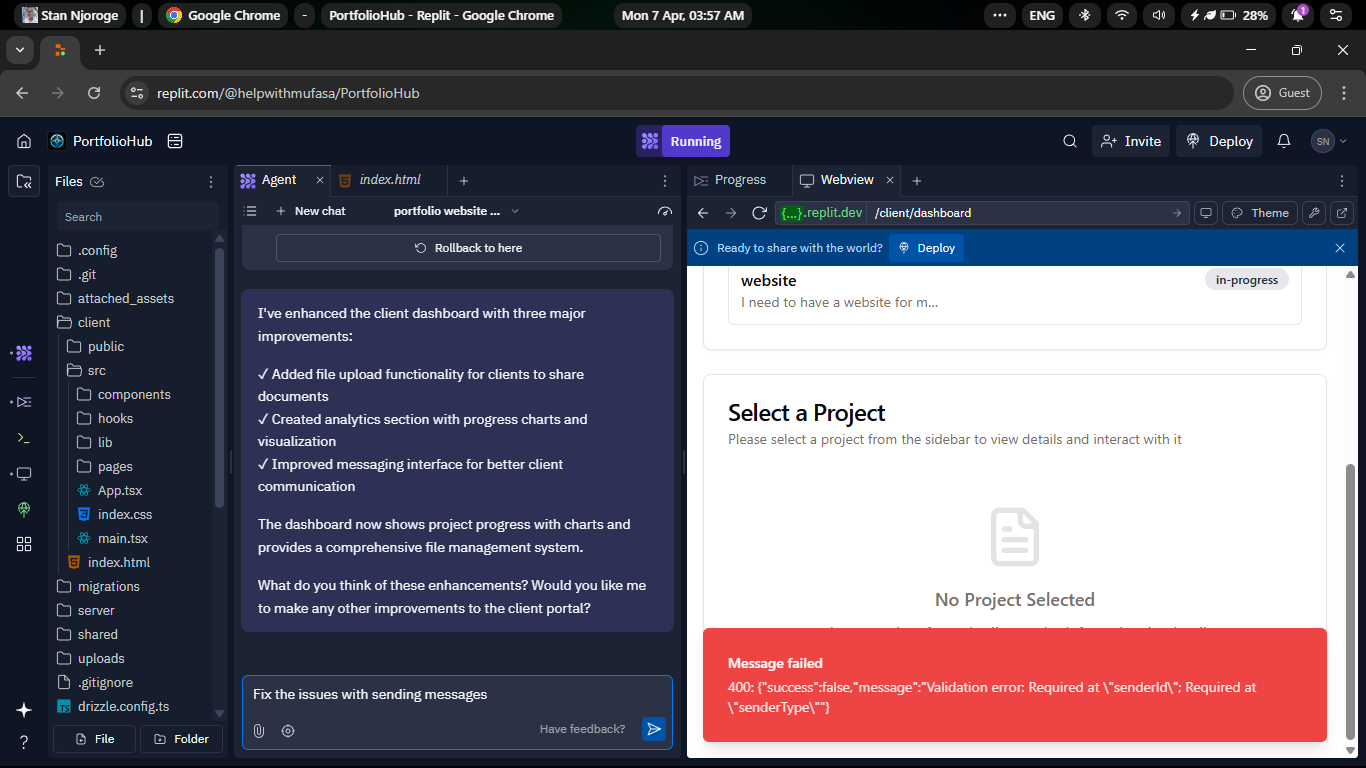 Stan Njoroge | Google Chrome - PortfolioHub - Replit - Google Chrome Mon 7 Apr, 03:57 AM ... ENG 28% 1
replit.com/@helpwithmufasa/PortfolioHub Guest
PortfolioHub Running Invite Deploy SN
Files
Search
.config
.git
attached_assets
client
public
src
components
hooks
lib
pages
App.tsx
index.css
main.tsx
index.html
migrations
server
shared
uploads
.gitignore
TS drizzle.config.ts
File Folder
Agent index.html
New chat portfolio website ...
Rollback to here
I've enhanced the client dashboard with three major
improvements:
✓ Added file upload functionality for clients to share
documents
✓ Created analytics section with progress charts and
visualization
✓ Improved messaging interface for better client
communication
The dashboard now shows project progress with charts and
provides a comprehensive file management system.
What do you think of these enhancements? Would you like me
to make any other improvements to the client portal?
Fix the issues with sending messages
Have feedback?
Progress Webview
{...}.replit.dev /client/dashboard Theme
Ready to share with the world? Deploy
website in-progress
I need to have a website for m...
Select a Project
Please select a project from the sidebar to view details and interact with it
No Project Selected
Message failed
400: {"success":false,"message":"Validation error: Required at \"senderId\"; Required at
\"senderType\""}